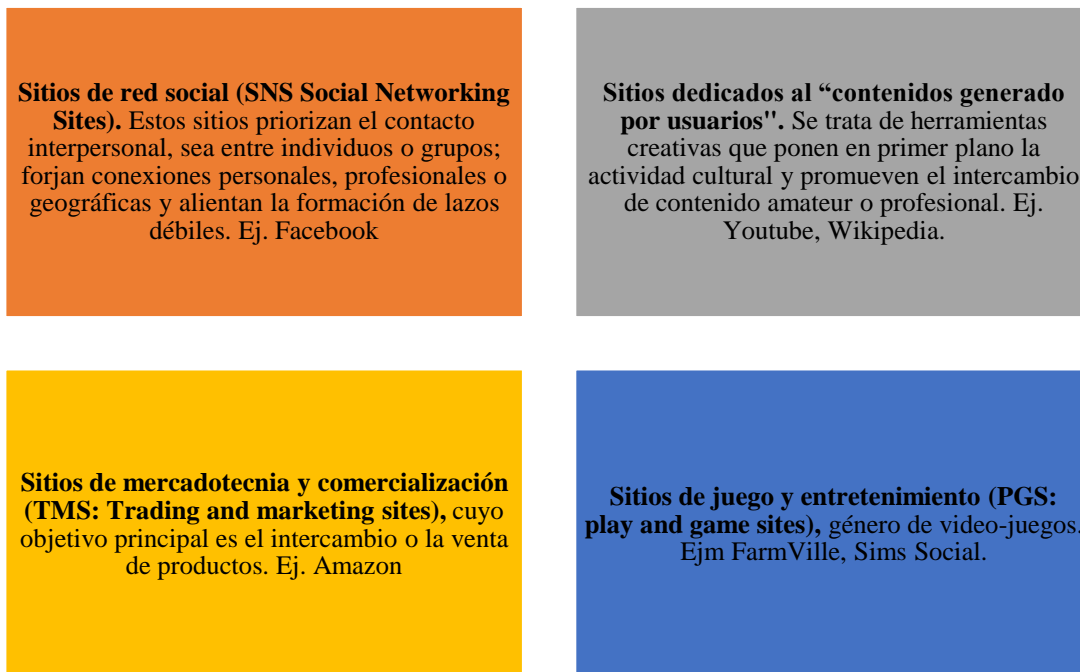 Sitios de red social (SNS Social Networking
Sites). Estos sitios priorizan el contacto
interpersonal, sea entre individuos o grupos;
forjan conexiones personales, profesionales o
geográficas y alientan la formación de lazos
débiles. Ej. Facebook
Sitios dedicados al “contenidos generado
por usuarios". Se trata de herramientas
creativas que ponen en primer plano la
actividad cultural y promueven el intercambio
de contenido amateur o profesional. Ej.
Youtube, Wikipedia.
Sitios de mercadotecnia y comercialización
(TMS: Trading and marketing sites), cuyo
objetivo principal es el intercambio o la venta
de productos. Ej. Amazon
Sitios de juego y entretenimiento (PGS:
play and game sites), género de video-juegos.
Ejm FarmVille, Sims Social.